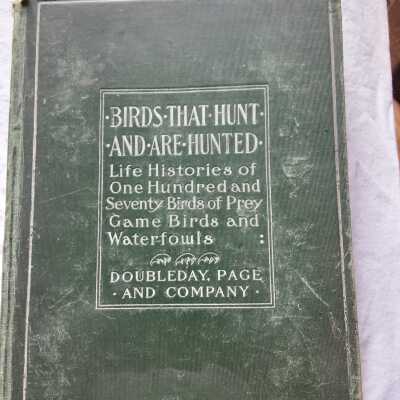 ·BIRDS·THAT·HUNT·
·AND·ARE·HUNTED·
Life Histories of
One Hundred and
Seventy Birds of Prey
Game Birds and
Waterfowls :
DOUBLEDAY, PAGE
· AND COMPANY ·